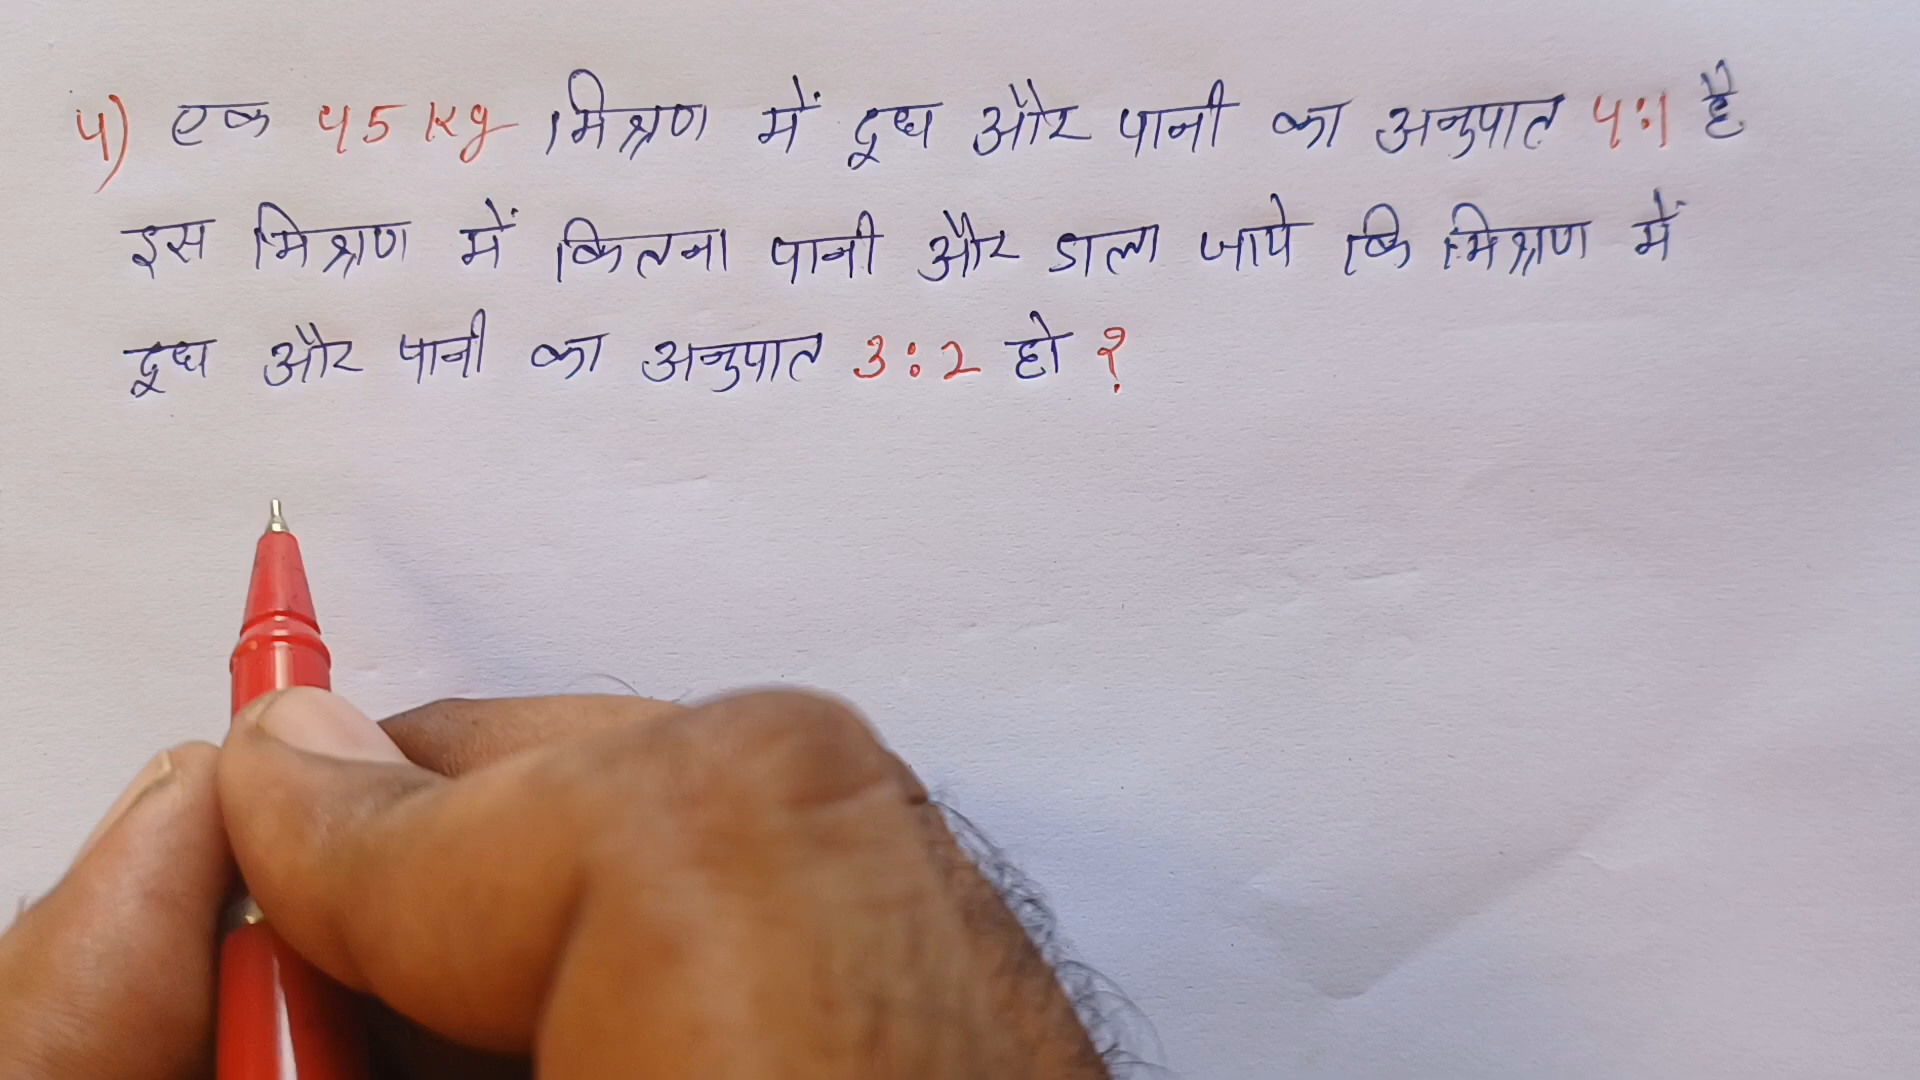 4) एक 45 Kg मिश्रण में दूध और पानी का अनुपात 4:1 है
इस मिश्रण में कितना पानी और डाला जाये कि मिश्रण में
दूध और पानी का अनुपात 3:2 हो ?